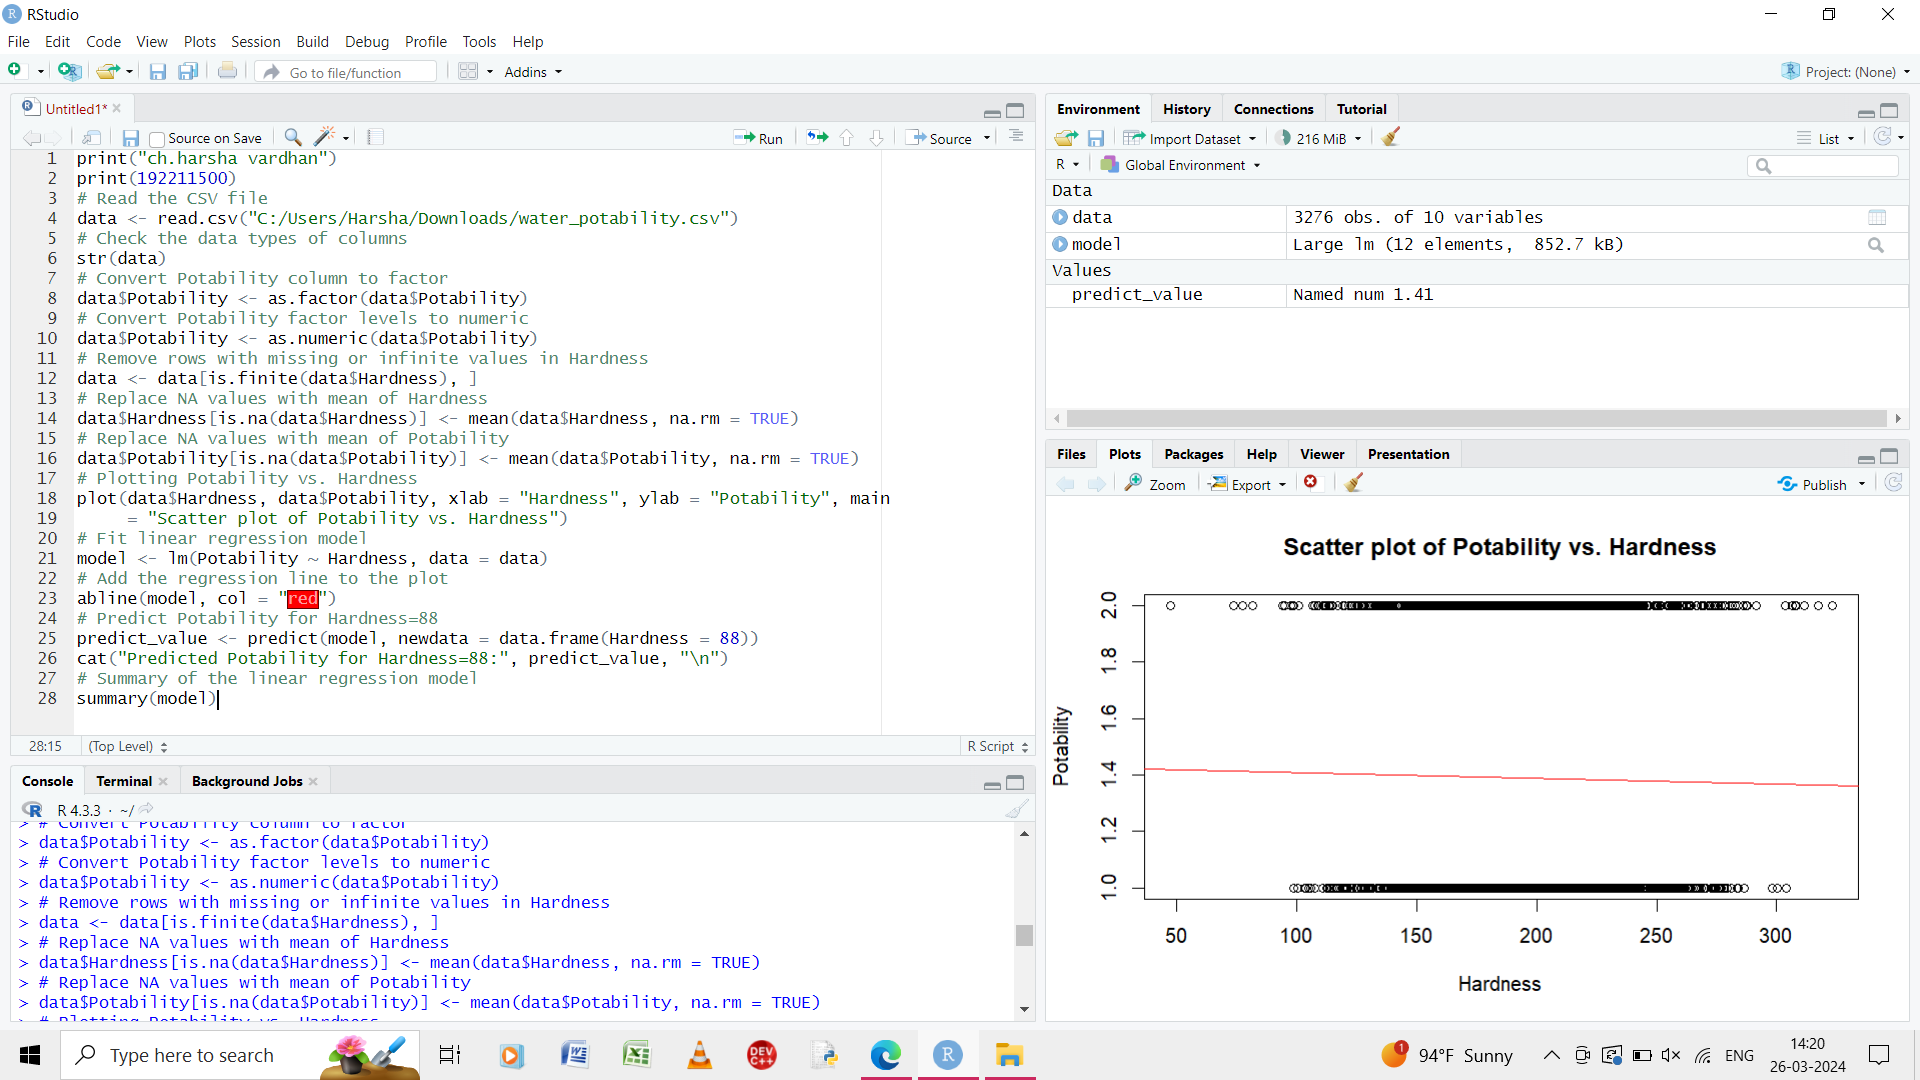 RStudio
File Edit Code View Plots Session Build Debug Profile Tools Help
Go to file/function Addins Project: (None)
Untitled1*
Source on Save Run Source
1 print("ch.harsha vardhan")
2 print(192211500)
3 # Read the CSV file
4 data <- read.csv("C:/Users/Harsha/Downloads/water_potability.csv")
5 # Check the data types of columns
6 str(data)
7 # Convert Potability column to factor
8 data$Potability <- as.factor(data$Potability)
9 # Convert Potability factor levels to numeric
10 data$Potability <- as.numeric(data$Potability)
11 # Remove rows with missing or infinite values in Hardness
12 data <- data[is.finite(data$Hardness), ]
13 # Replace NA values with mean of Hardness
14 data$Hardness[is.na(data$Hardness)] <- mean(data$Hardness, na.rm = TRUE)
15 # Replace NA values with mean of Potability
16 data$Potability[is.na(data$Potability)] <- mean(data$Potability, na.rm = TRUE)
17 # Plotting Potability vs. Hardness
18 plot(data$Hardness, data$Potability, xlab = "Hardness", ylab = "Potability", main
19 = "Scatter plot of Potability vs. Hardness")
20 # Fit linear regression model
21 model <- lm(Potability ~ Hardness, data = data)
22 # Add the regression line to the plot
23 abline(model, col = "red")
24 # Predict Potability for Hardness=88
25 predict_value <- predict(model, newdata = data.frame(Hardness = 88))
26 cat("Predicted Potability for Hardness=88:", predict_value, "\n")
27 # Summary of the linear regression model
28 summary(model)
28:15 (Top Level) R Script
Console Terminal Background Jobs
R 4.3.3 · ~/
> # Convert Potability column to factor
> data$Potability <- as.factor(data$Potability)
> # Convert Potability factor levels to numeric
> data$Potability <- as.numeric(data$Potability)
> # Remove rows with missing or infinite values in Hardness
> data <- data[is.finite(data$Hardness), ]
> # Replace NA values with mean of Hardness
> data$Hardness[is.na(data$Hardness)] <- mean(data$Hardness, na.rm = TRUE)
> # Replace NA values with mean of Potability
> data$Potability[is.na(data$Potability)] <- mean(data$Potability, na.rm = TRUE)
> # Plotting Potability vs. Hardness
Environment History Connections Tutorial
Import Dataset 216 MiB List
R Global Environment
Data
data 3276 obs. of 10 variables
model Large lm (12 elements, 852.7 kB)
Values
predict_value Named num 1.41
Files Plots Packages Help Viewer Presentation
Zoom Export Publish
Scatter plot of Potability vs. Hardness
2.0
1.8
1.6
1.4
1.2
1.0
Potability
50 100 150 200 250 300
Hardness
Type here to search DEV C++ R 1 94°F Sunny ENG 14:20
26-03-2024